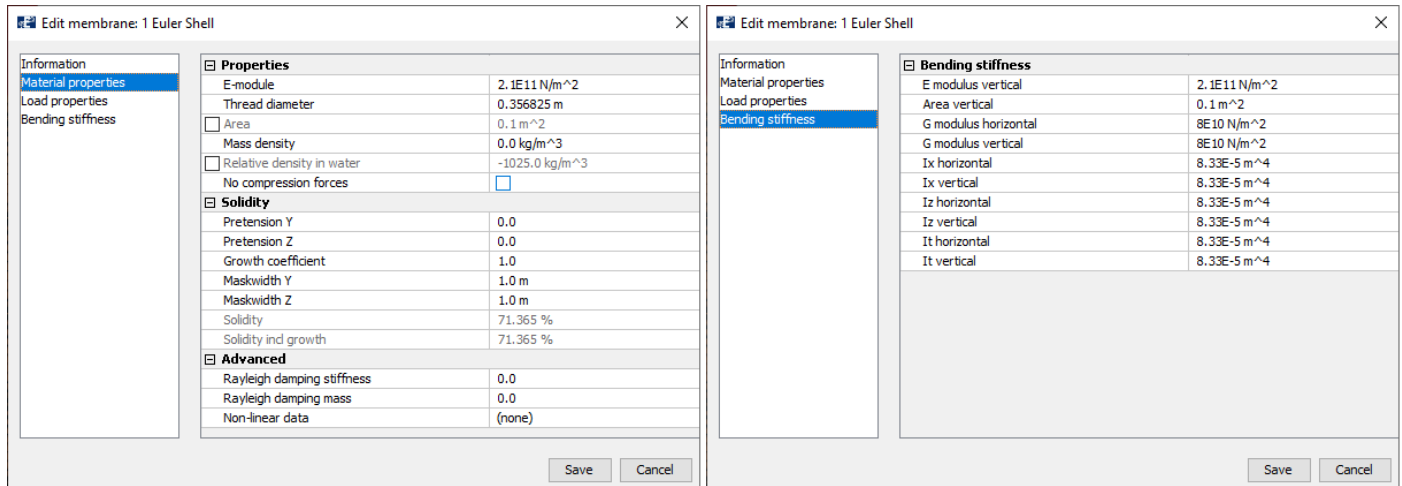 Edit membrane: 1 Euler Shell
Information
Material properties
Load properties
Bending stiffness
Properties
E-module 2.1E11 N/m^2
Thread diameter 0.356825 m
Area 0.1 m^2
Mass density 0.0 kg/m^3
Relative density in water -1025.0 kg/m^3
No compression forces
Solidity
Pretension Y 0.0
Pretension Z 0.0
Growth coefficient 1.0
Maskwidth Y 1.0 m
Maskwidth Z 1.0 m
Solidity 71.365 %
Solidity incl growth 71.365 %
Advanced
Rayleigh damping stiffness 0.0
Rayleigh damping mass 0.0
Non-linear data (none)
Save Cancel
Edit membrane: 1 Euler Shell
Information
Material properties
Load properties
Bending stiffness
Bending stiffness
E modulus vertical 2.1E11 N/m^2
Area vertical 0.1 m^2
G modulus horizontal 8E10 N/m^2
G modulus vertical 8E10 N/m^2
Ix horizontal 8.33E-5 m^4
Ix vertical 8.33E-5 m^4
Iz horizontal 8.33E-5 m^4
Iz vertical 8.33E-5 m^4
It horizontal 8.33E-5 m^4
It vertical 8.33E-5 m^4
Save Cancel